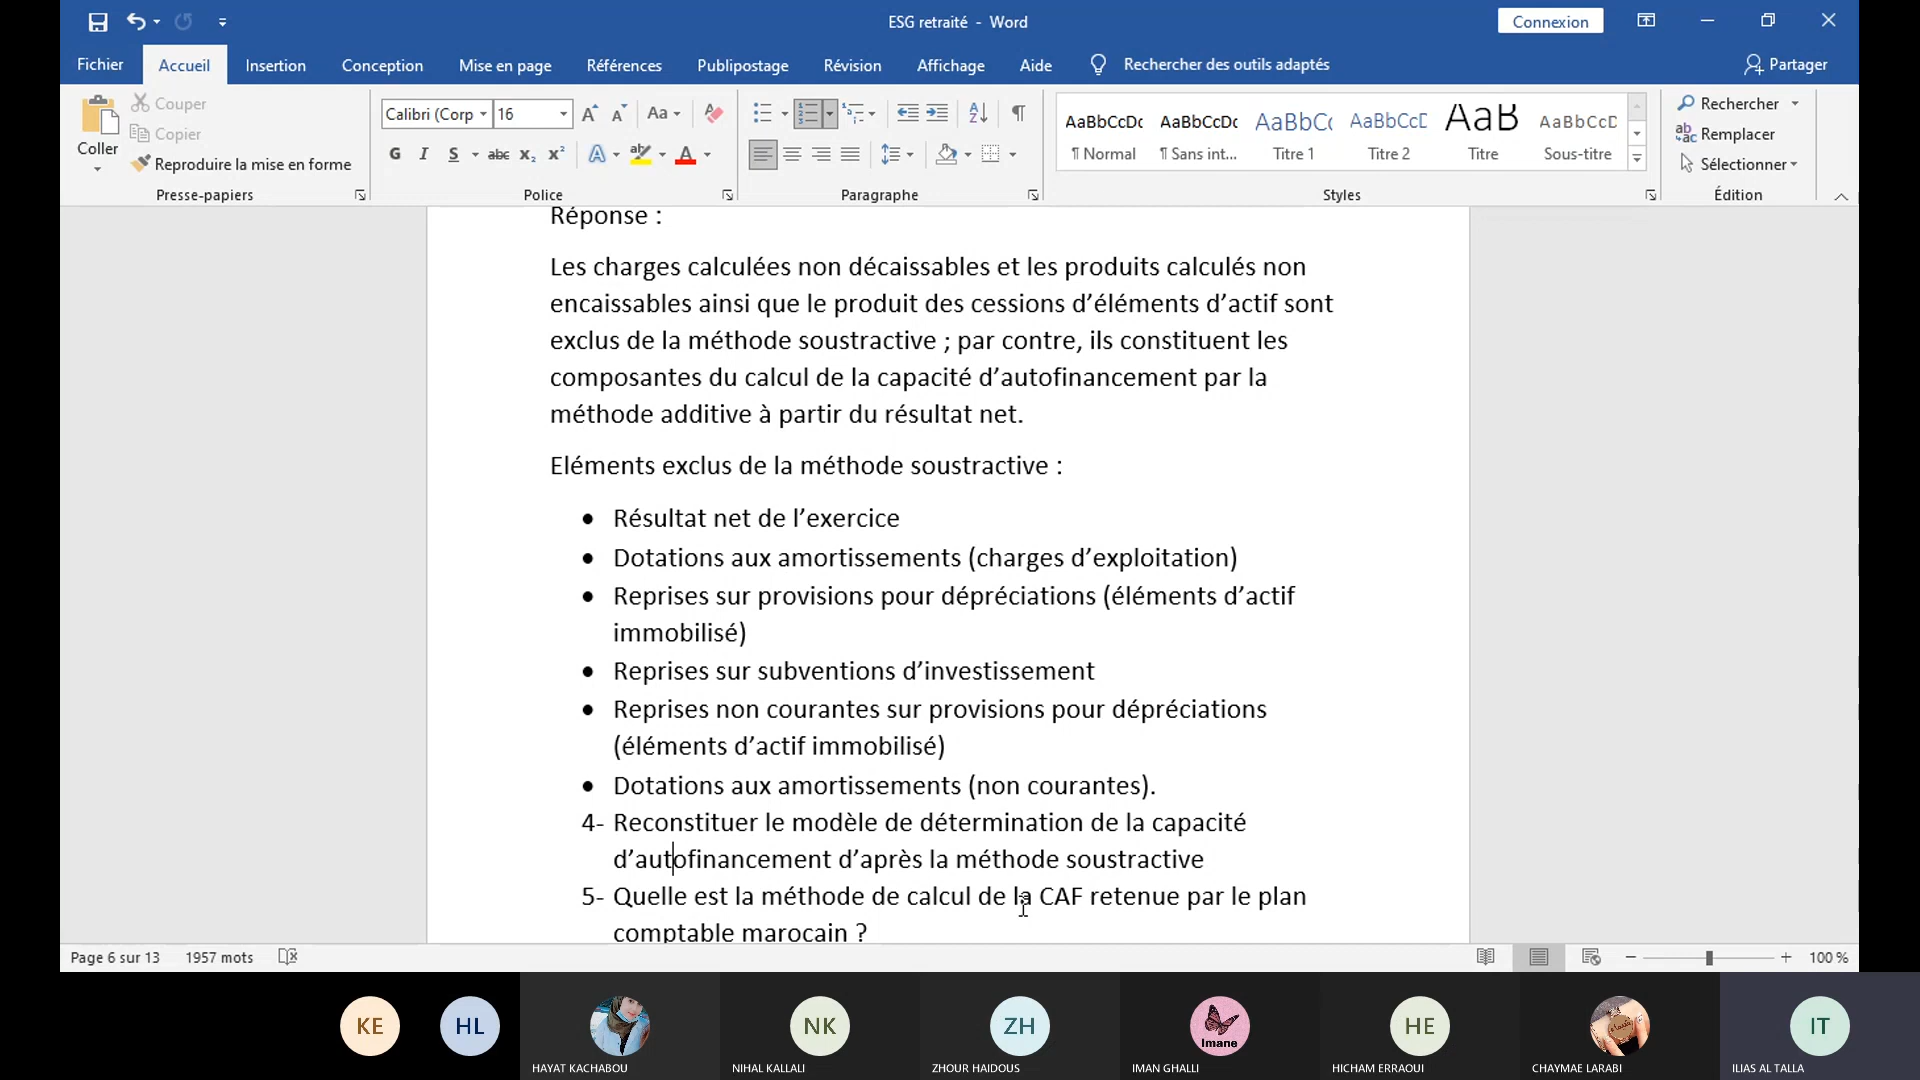 ESG retraité - Word
Connexion
Fichier
Accueil
Insertion
Conception
Mise en page
Références
Publipostage
Révision
Affichage
Aide
Rechercher des outils adaptés
Partager
Coller
Couper
Copier
Reproduire la mise en forme
Presse-papiers
Calibri (Corp
16
Aa
G I S abc x₂ x²
Police
Paragraphe
AaBbCcDc AaBbCcDc AaBbCc AaBbCcD AaB AaBbCcD
¶ Normal
¶ Sans int...
Titre 1
Titre 2
Titre
Sous-titre
Styles
Rechercher
Remplacer
Sélectionner
Édition
Réponse :
Les charges calculées non décaissables et les produits calculés non
encaissables ainsi que le produit des cessions d’éléments d’actif sont
exclus de la méthode soustractive ; par contre, ils constituent les
composantes du calcul de la capacité d’autofinancement par la
méthode additive à partir du résultat net.
Eléments exclus de la méthode soustractive :
• Résultat net de l’exercice
• Dotations aux amortissements (charges d’exploitation)
• Reprises sur provisions pour dépréciations (éléments d’actif
immobilisé)
• Reprises sur subventions d’investissement
• Reprises non courantes sur provisions pour dépréciations
(éléments d’actif immobilisé)
• Dotations aux amortissements (non courantes).
4- Reconstituer le modèle de détermination de la capacité
d’autofinancement d’après la méthode soustractive
5- Quelle est la méthode de calcul de la CAF retenue par le plan
comptable marocain ?
Page 6 sur 13
1957 mots
100 %
KE
HL
NK
ZH
Imane
HE
IT
HAYAT KACHABOU
NIHAL KALLALI
ZHOUR HAIDOUS
IMAN GHALLI
HICHAM ERRAOUI
CHAYMAE LARABI
ILIAS AL TALLA